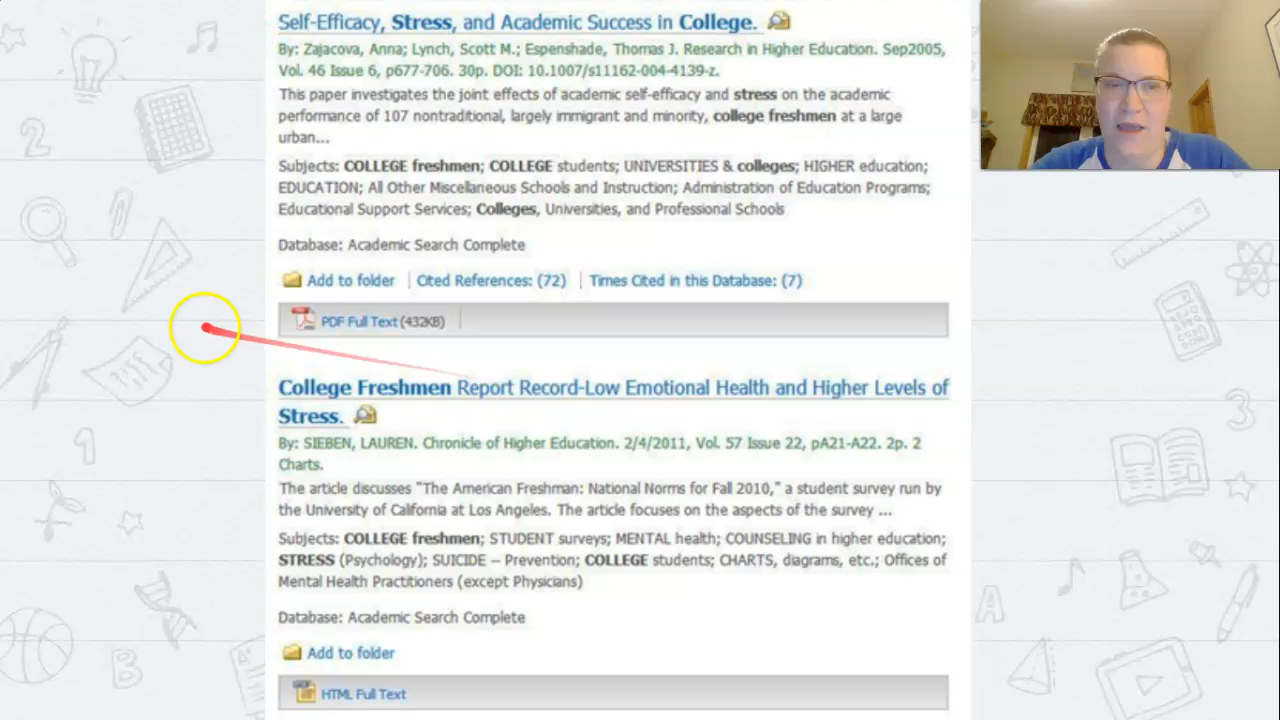 Self-Efficacy, Stress, and Academic Success in College.
By: Zajacova, Anna; Lynch, Scott M.; Espenshade, Thomas J. Research in Higher Education. Sep2005,
Vol. 46 Issue 6, p677-706. 30p. DOI: 10.1007/s11162-004-4139-z.
This paper investigates the joint effects of academic self-efficacy and stress on the academic
performance of 107 nontraditional, largely immigrant and minority, college freshmen at a large
urban...
Subjects: COLLEGE freshmen; COLLEGE students; UNIVERSITIES & colleges; HIGHER education;
EDUCATION; All Other Miscellaneous Schools and Instruction; Administration of Education Programs;
Educational Support Services; Colleges, Universities, and Professional Schools
Database: Academic Search Complete
Add to folder Cited References: (72) Times Cited in this Database: (7)
PDF Full Text (432KB)
College Freshmen Report Record-Low Emotional Health and Higher Levels of
Stress.
By: SIEBEN, LAUREN. Chronicle of Higher Education. 2/4/2011, Vol. 57 Issue 22, pA21-A22. 2p. 2
Charts.
The article discusses "The American Freshman: National Norms for Fall 2010," a student survey run by
the University of California at Los Angeles. The article focuses on the aspects of the survey ...
Subjects: COLLEGE freshmen; STUDENT surveys; MENTAL health; COUNSELING in higher education;
STRESS (Psychology); SUICIDE -- Prevention; COLLEGE students; CHARTS, diagrams, etc.; Offices of
Mental Health Practitioners (except Physicians)
Database: Academic Search Complete
Add to folder
HTML Full Text
2
1
B
A
3